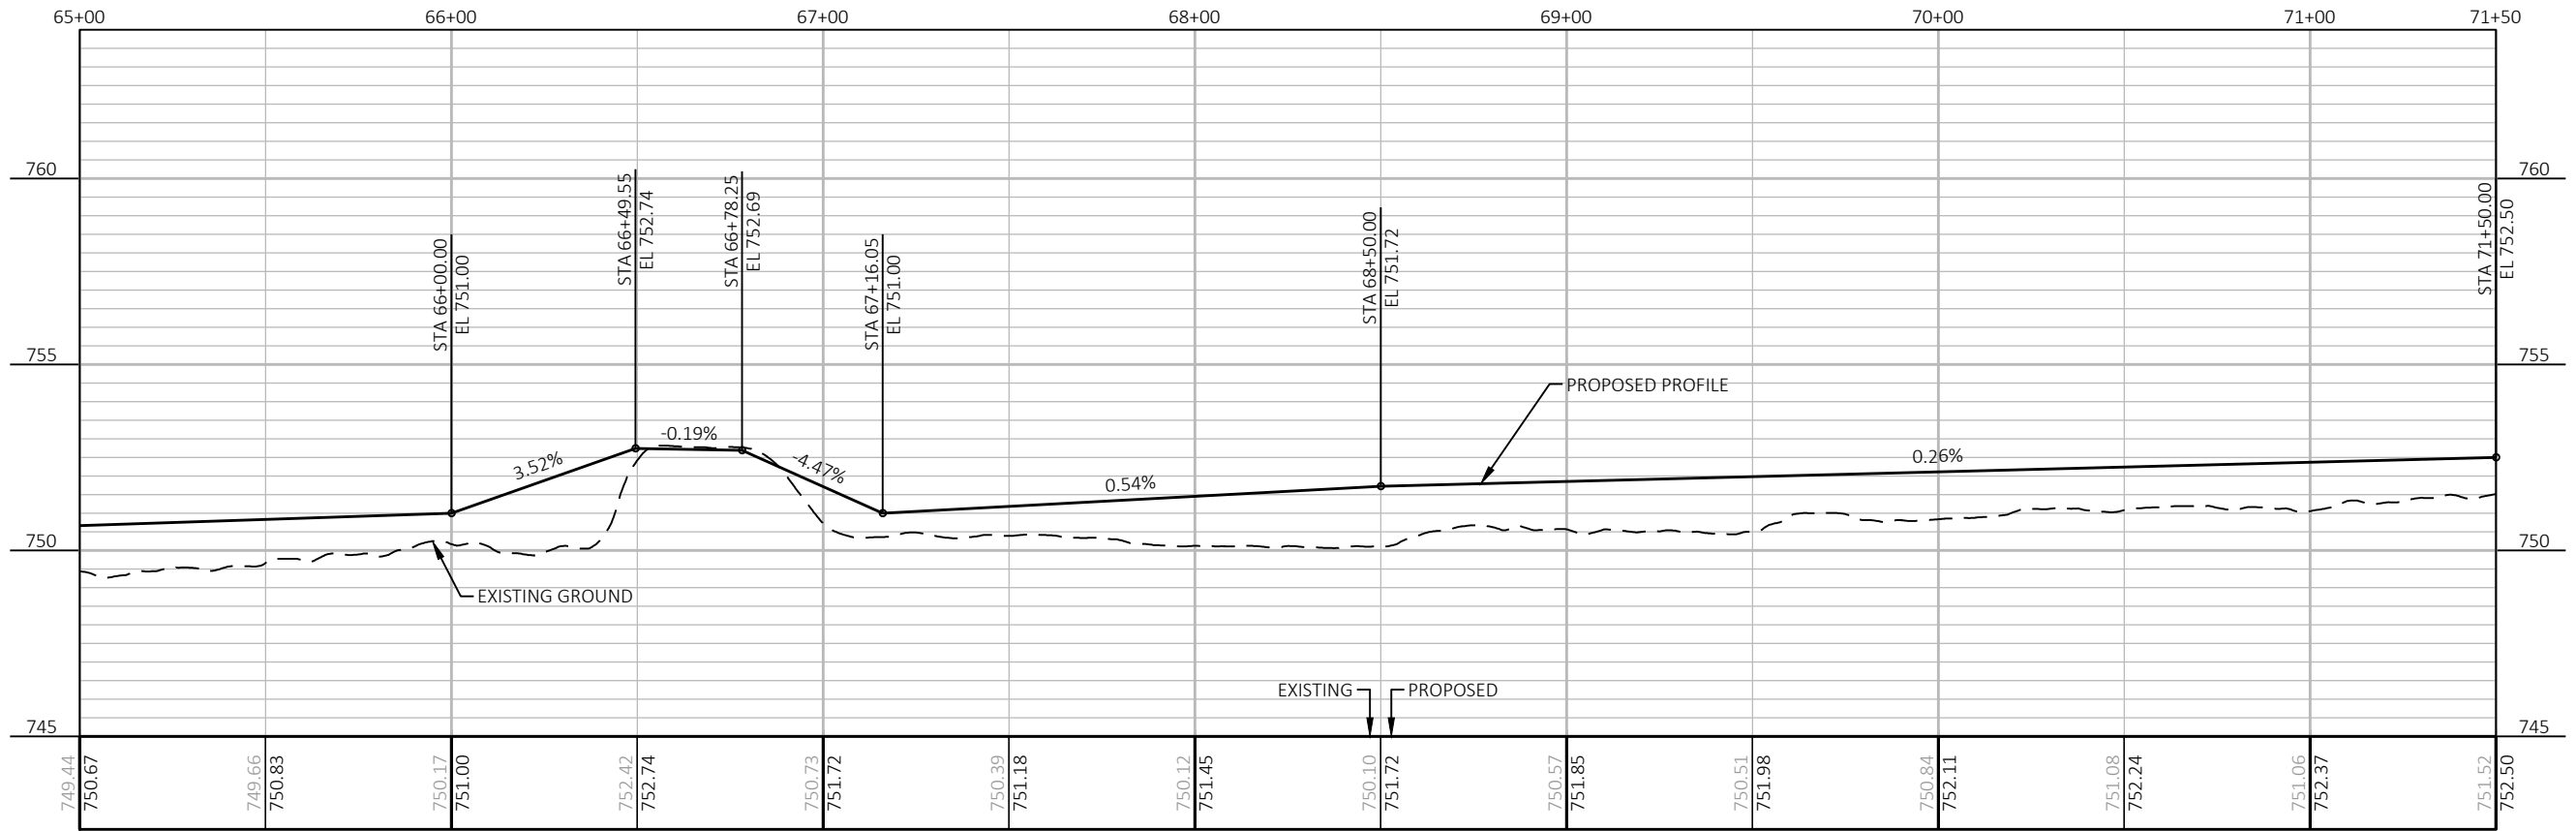 65+00 66+00 67+00 68+00 69+00 70+00 71+00 71+50
760 760
755 755
750 750
745 745
STA 66+00.00
EL 751.00
STA 66+49.55
EL 752.74
STA 66+78.25
EL 752.69
STA 67+16.05
EL 751.00
STA 68+50.00
EL 751.72
STA 71+50.00
EL 752.50
PROPOSED PROFILE
3.52%
-0.19%
-4.47%
0.54%
0.26%
EXISTING GROUND
EXISTING
PROPOSED
749.44
750.67
749.66
750.83
750.17
751.00
752.42
752.74
750.73
751.72
750.39
751.18
750.12
751.45
750.10
751.72
750.57
751.85
750.51
751.98
750.84
752.11
751.08
752.24
751.06
752.37
751.52
752.50